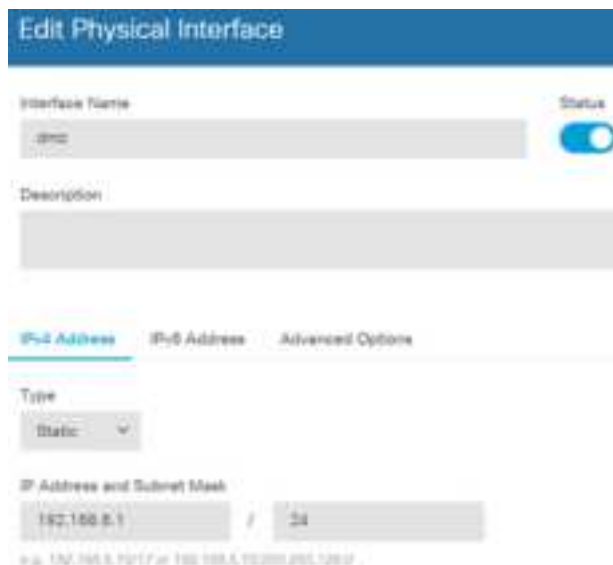 Edit Physical Interface
Interface Name
Status
dmz
Description
IPv4 Address IPv6 Address Advanced Options
Type
Static
IP Address and Subnet Mask
192.168.6.1 / 24